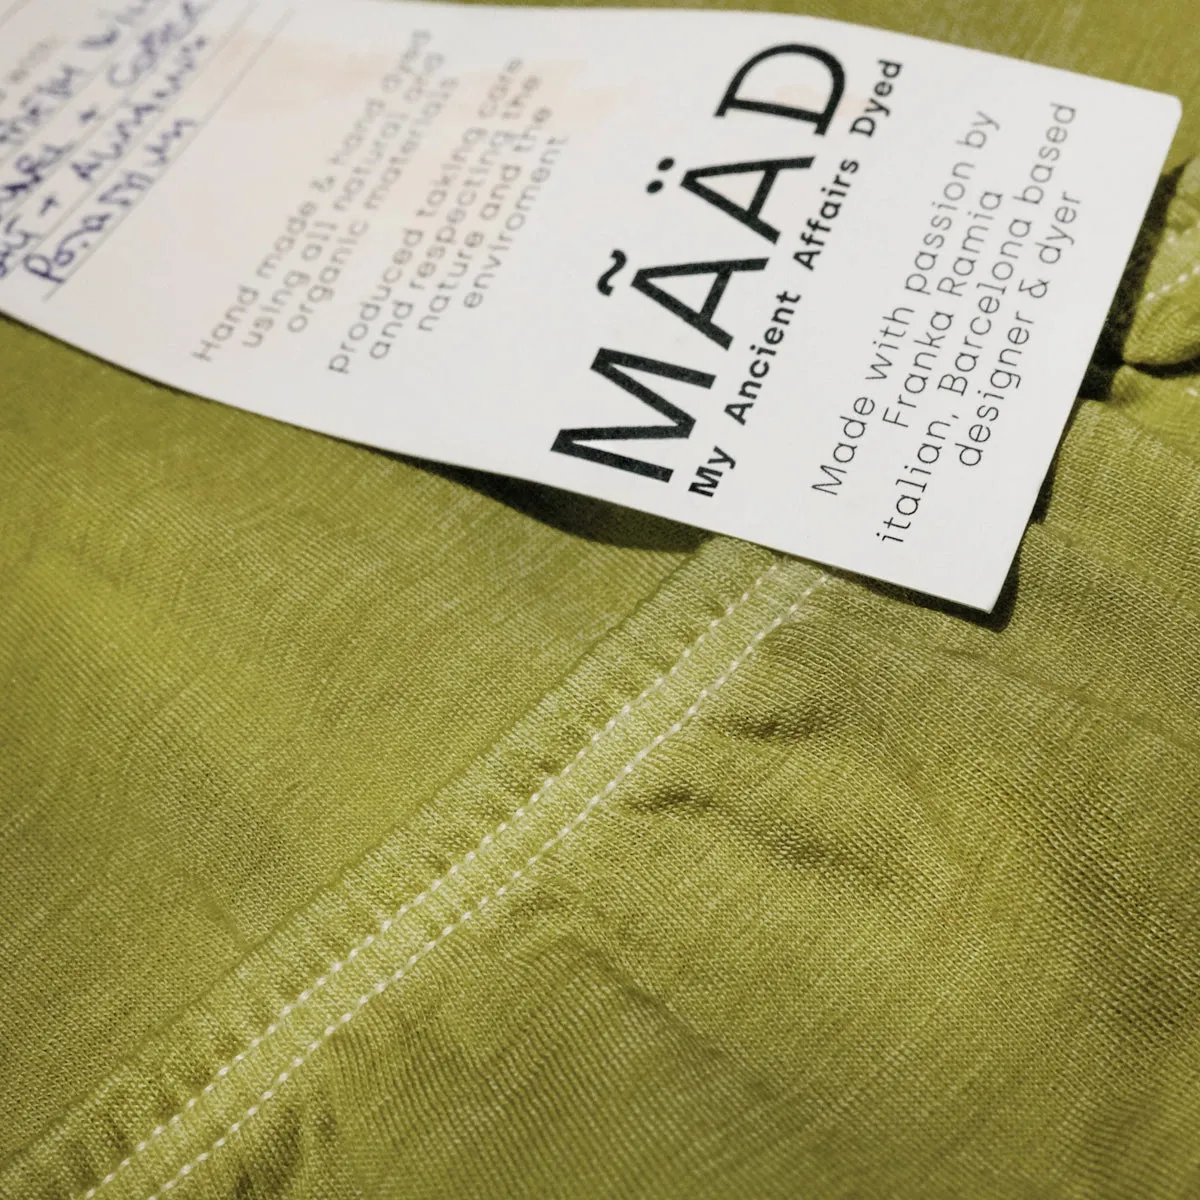 MÃÄD
My Ancient Affairs Dyed
Made with passion by
Franka Ramia
italian, Barcelona based
designer & dyer
Hand made & hand dyed
using all natural and
organic materials
produced taking care
and respecting the
nature and the
enviroment